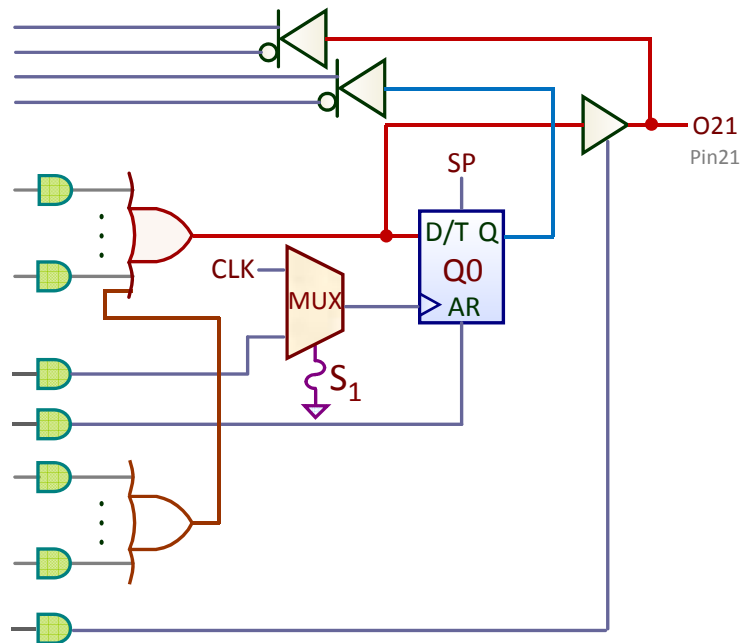 O21
Pin21
SP
D/T Q
Q0
CLK
MUX
AR
S1